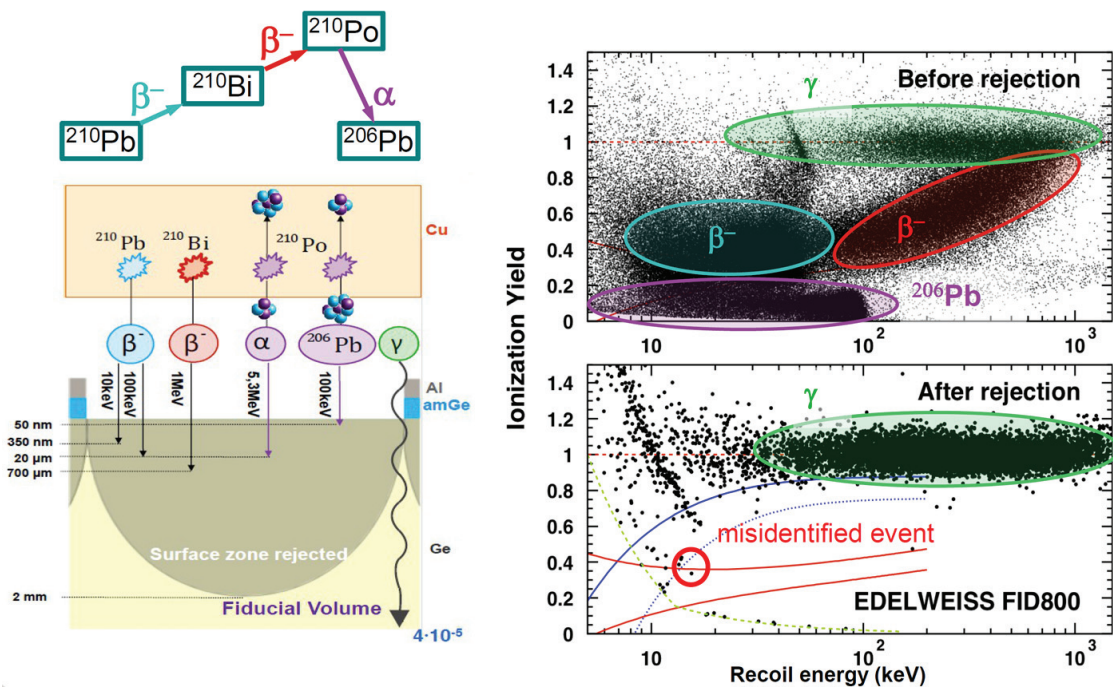 ²¹⁰Pb
β⁻
²¹⁰Bi
β⁻
²¹⁰Po
α
²⁰⁶Pb
Cu
²¹⁰Pb
²¹⁰Bi
²¹⁰Po
β⁻
β⁻
α
²⁰⁶Pb
γ
10keV
100keV
1MeV
5,3MeV
100keV
Al
amGe
50 nm
350 nm
20 µm
700 µm
Surface zone rejected
Ge
2 mm
Fiducial Volume
4·10⁻⁵
Ionization Yield
1.4
1.2
1
0.8
0.6
0.4
0.2
0
γ
Before rejection
β⁻
β⁻
²⁰⁶Pb
10
10²
10³
1.4
1.2
1
0.8
0.6
0.4
0.2
0
γ
After rejection
misidentified event
EDELWEISS FID800
10
10²
10³
Recoil energy (keV)